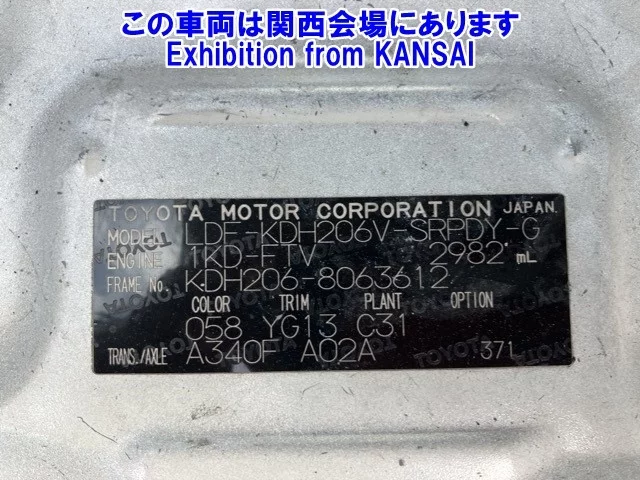 この車両は関西会場にあります
Exhibition from KANSAI
TOYOTA MOTOR CORPORATION JAPAN.
MODEL LDF-KDH206V-SRPDY-G
ENGINE 1KD-FTV 2982 mL
FRAME No. KDH206-8063612
COLOR TRIM PLANT OPTION
058 YG13 C31
TRANS./AXLE A340F A02A 371